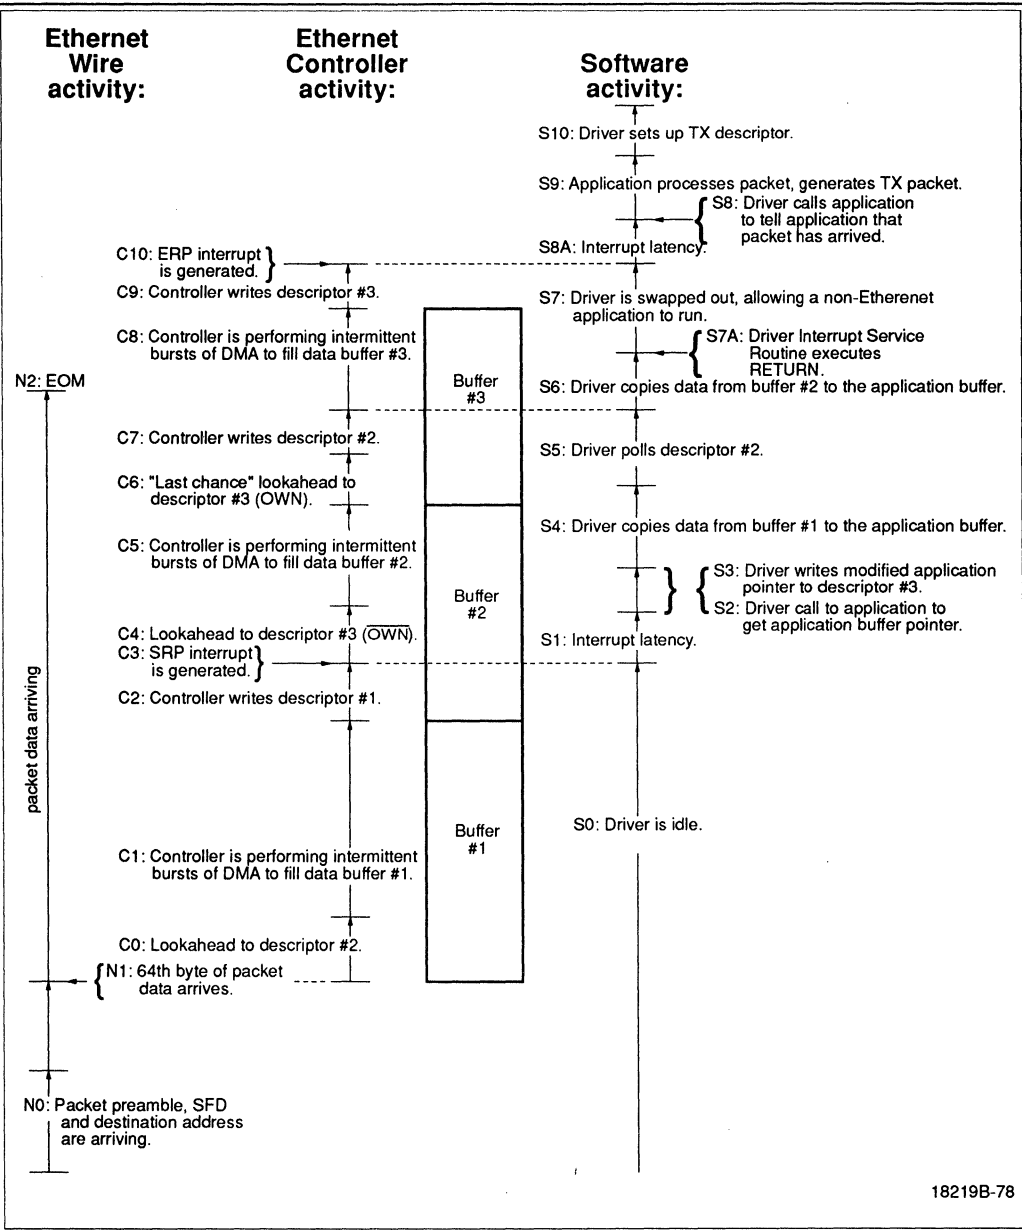 Ethernet
Wire
activity:
Ethernet
Controller
activity:
Software
activity:
S10: Driver sets up TX descriptor.
S9: Application processes packet, generates TX packet.
S8: Driver calls application
to tell application that
packet has arrived.
S8A: Interrupt latency.
C10: ERP interrupt
is generated.
C9: Controller writes descriptor #3.
S7: Driver is swapped out, allowing a non-Etherenet
application to run.
C8: Controller is performing intermittent
bursts of DMA to fill data buffer #3.
S7A: Driver Interrupt Service
Routine executes
RETURN.
N2: EOM
Buffer
#3
S6: Driver copies data from buffer #2 to the application buffer.
C7: Controller writes descriptor #2.
S5: Driver polls descriptor #2.
C6: "Last chance" lookahead to
descriptor #3 (OWN).
S4: Driver copies data from buffer #1 to the application buffer.
C5: Controller is performing intermittent
bursts of DMA to fill data buffer #2.
S3: Driver writes modified application
pointer to descriptor #3.
Buffer
#2
S2: Driver call to application to
get application buffer pointer.
C4: Lookahead to descriptor #3 (O̅W̅N̅).
S1: Interrupt latency.
C3: SRP interrupt
is generated.
C2: Controller writes descriptor #1.
packet data arriving
S0: Driver is idle.
Buffer
#1
C1: Controller is performing intermittent
bursts of DMA to fill data buffer #1.
C0: Lookahead to descriptor #2.
N1: 64th byte of packet
data arrives.
N0: Packet preamble, SFD
and destination address
are arriving.
18219B-78